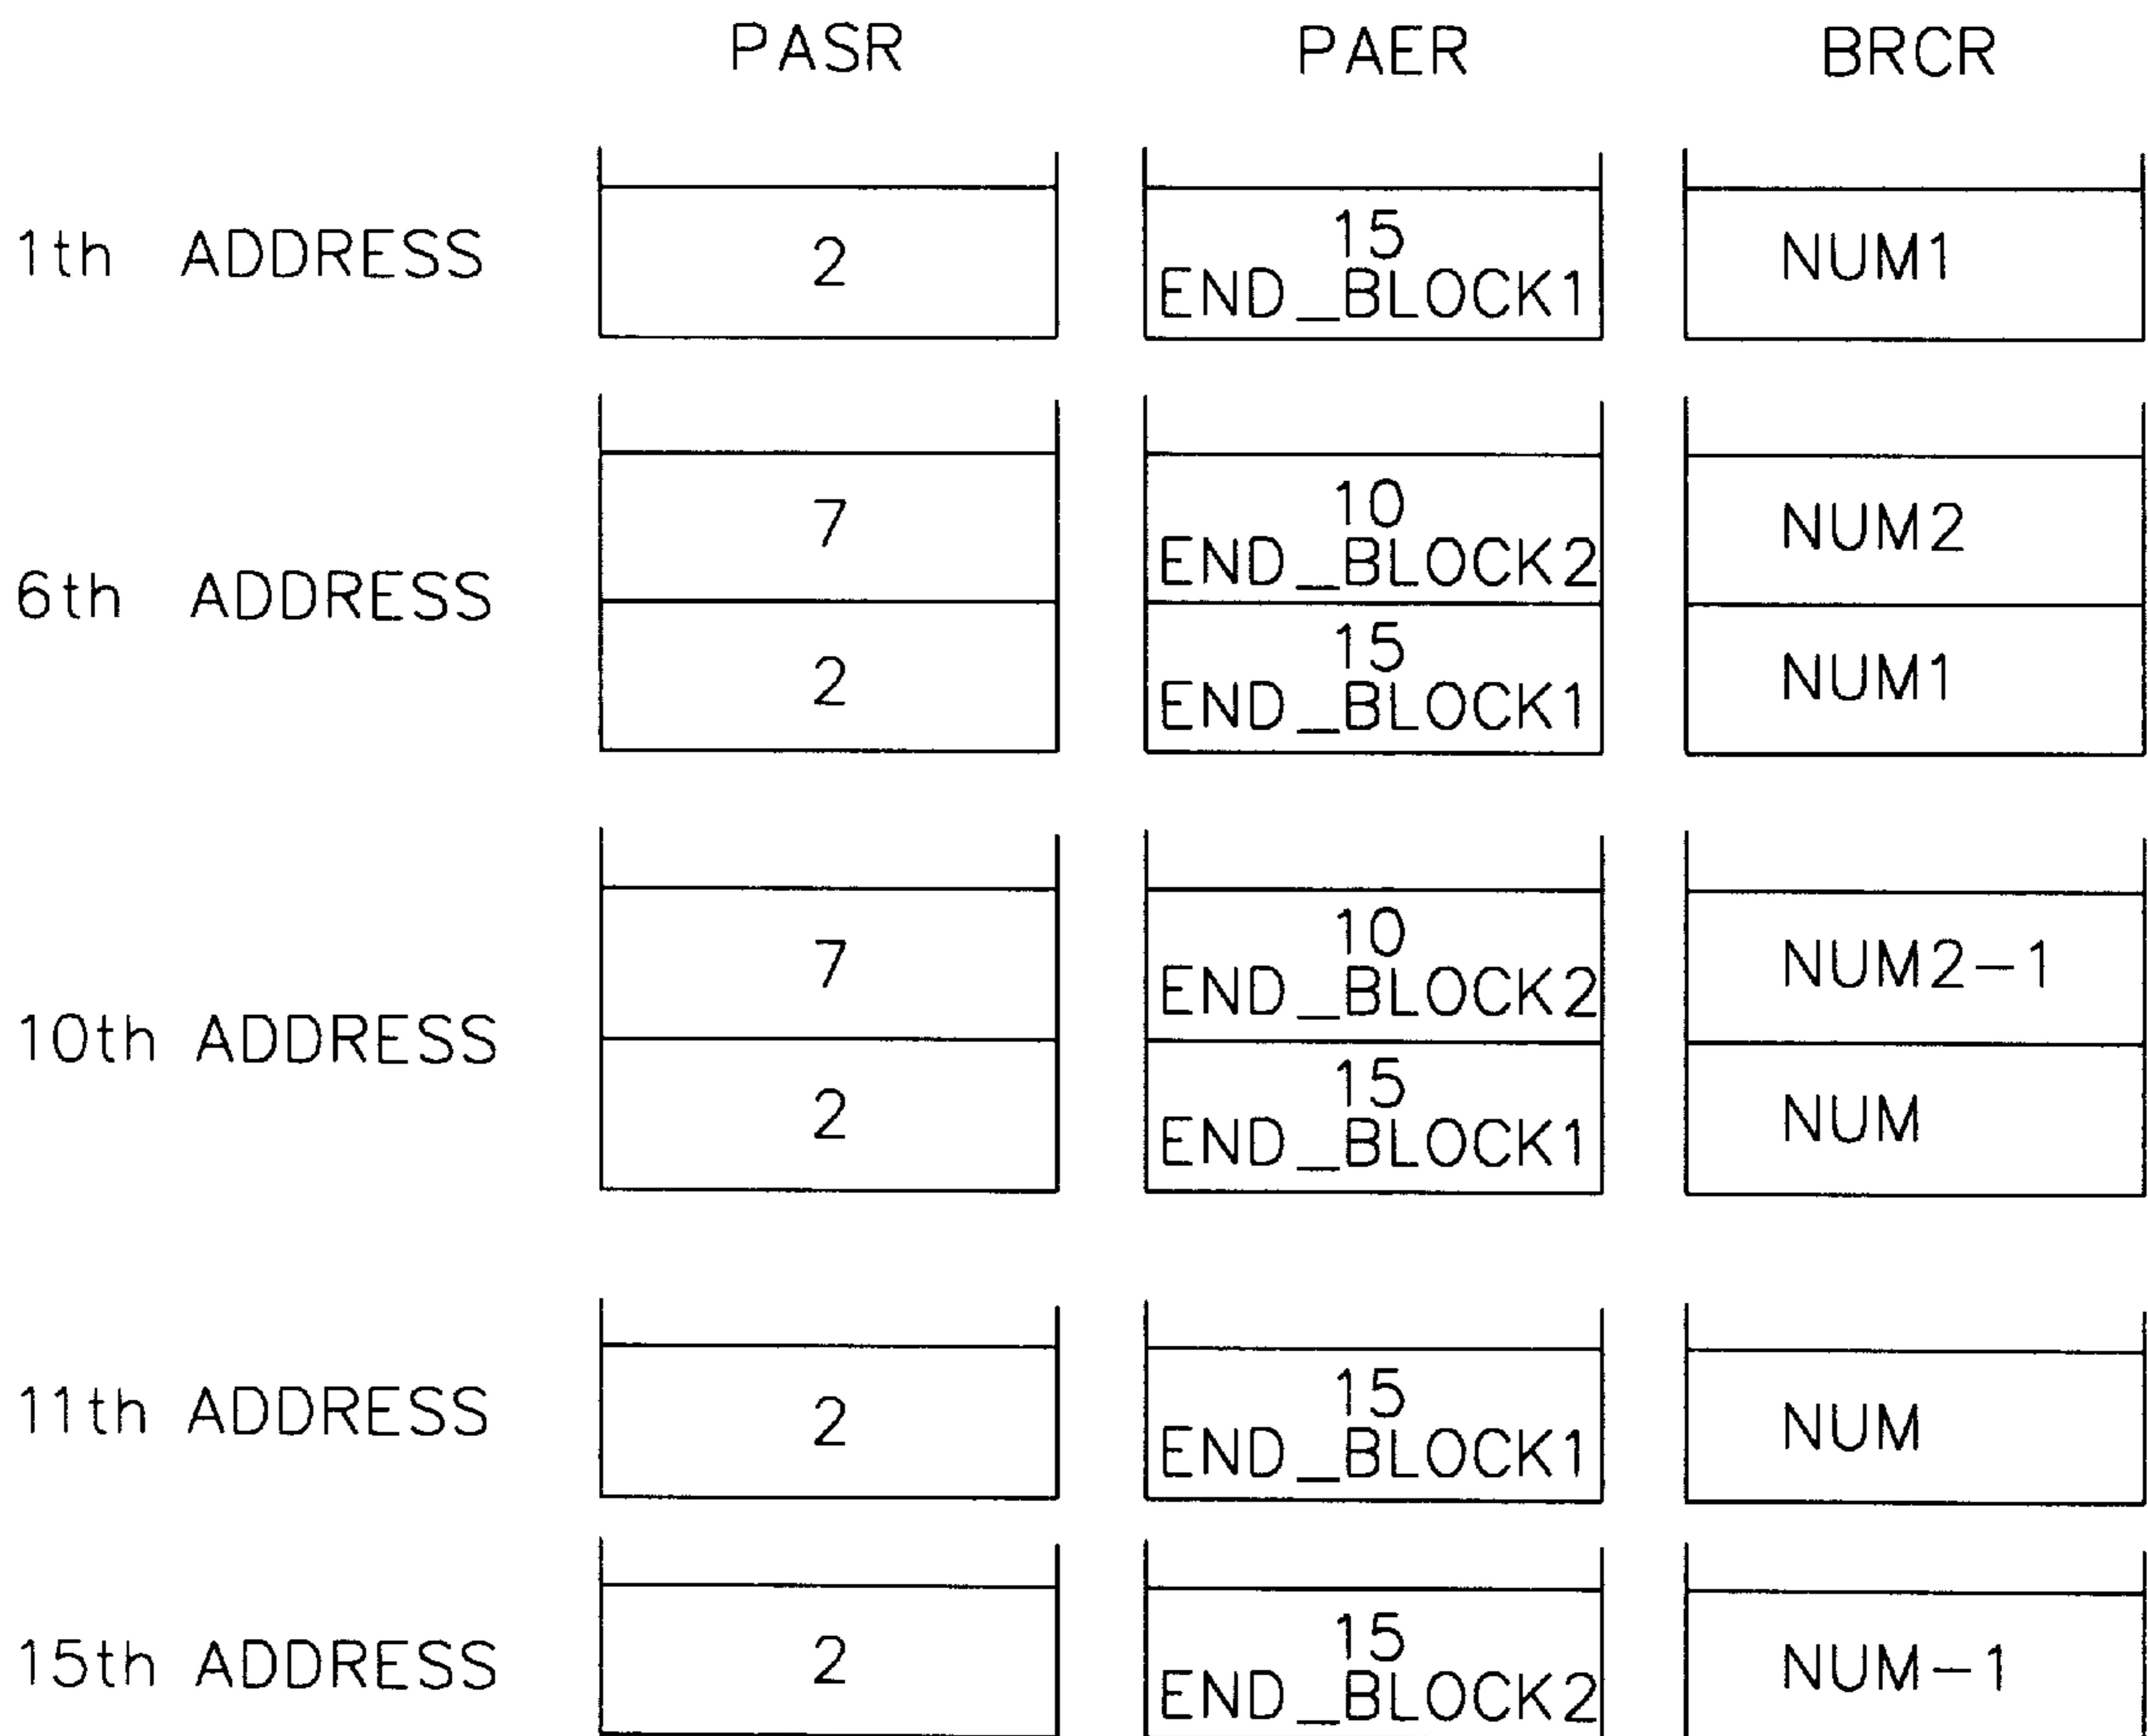 PASR PAER BRCR
1th ADDRESS 2 15 NUM1
END_BLOCK1
7 10 NUM2
END_BLOCK2
6th ADDRESS
2 15 NUM1
END_BLOCK1
7 10 NUM2-1
END_BLOCK2
10th ADDRESS
2 15 NUM
END_BLOCK1
11th ADDRESS 2 15 NUM
END_BLOCK1
15th ADDRESS 2 15 NUM-1
END_BLOCK2